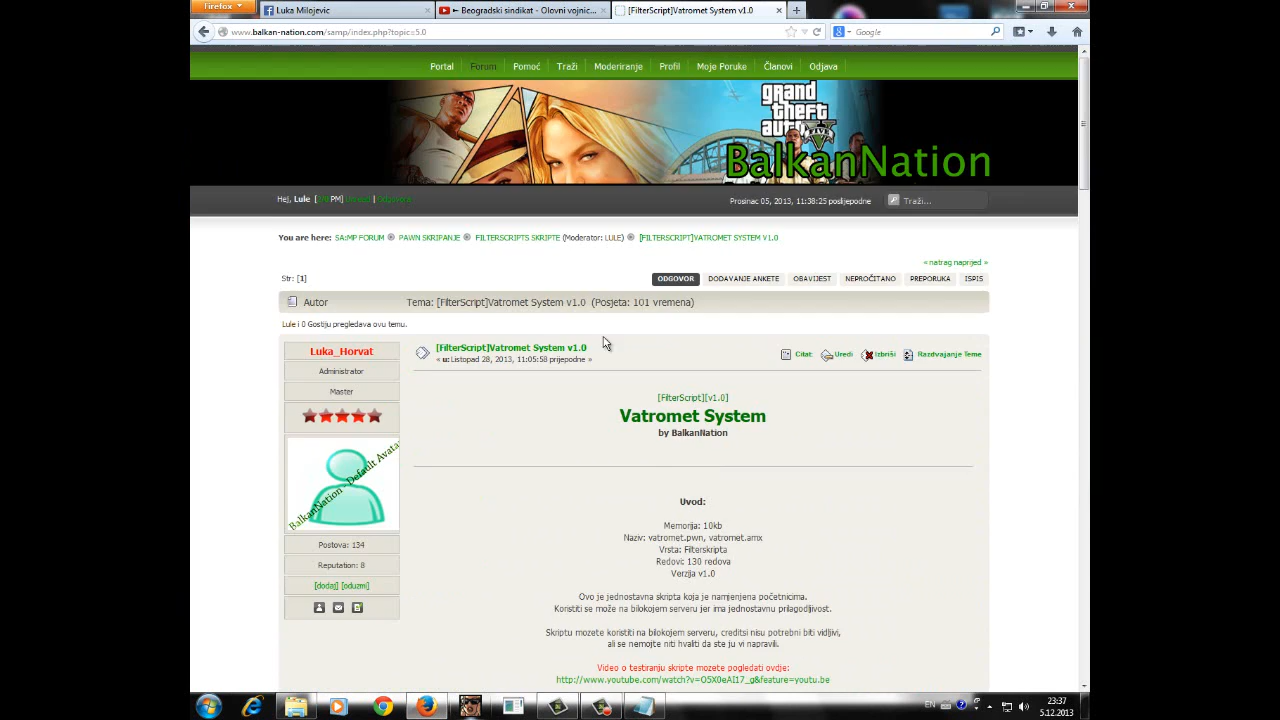 Firefox
Luka Milojevic
Beogradski sindikat - Olovni vojnic...
[FilterScript]Vatromet System v1.0
www.balkan-nation.com/samp/index.php?topic=5.0
Google
Portal Forum Pomoć Traži Moderiranje Profil Moje Poruke Članovi Odjava
grand
theft
auto
FIVE
BalkanNation
Hej, Lule
Prosinac 05, 2013, 11:38:25 poslijepodne
Traži...
You are here: SA:MP FORUM PAWN SKRIPANJE FILTERSCRIPTS SKRIPTE (Moderator: LULE) [FILTERSCRIPT]VATROMET SYSTEM V1.0
« natrag naprijed »
Str: [1]
ODGOVOR DODAVANJE ANKETE OBAVIJEST NEPROČITANO PREPORUKA ISPIS
Autor Tema: [FilterScript]Vatromet System v1.0 (Posjeta: 101 vremena)
Lule i 0 Gostiju pregledava ovu temu.
Luka_Horvat
Administrator
Master
BalkanNation - Default Avatar
Postova: 134
Reputation: 8
[dodaj] [oduzmi]
[FilterScript]Vatromet System v1.0
« u: Listopad 28, 2013, 11:05:58 prijepodne »
Citat Uredi Izbriši Razdvajanje Teme
[FilterScript][v1.0]
Vatromet System
by BalkanNation
Uvod:
Memorija: 10kb
Naziv: vatromet.pwn, vatromet.amx
Vrsta: Filterskripta
Redovi: 130 redova
Verzija v1.0
Ovo je jednostavna skripta koja je namjenjena početnicima.
Koristiti se može na bilokojem serveru jer ima jednostavnu prilagodljivost.
Skriptu mozete koristiti na bilokojem serveru, creditsi nisu potrebni biti vidljivi,
ali se nemojte niti hvaliti da ste ju vi napravili.
Video o testiranju skripte mozete pogledati ovdje:
http://www.youtube.com/watch?v=O5X0eAI17_g&feature=youtu.be
EN
23:37
5.12.2013